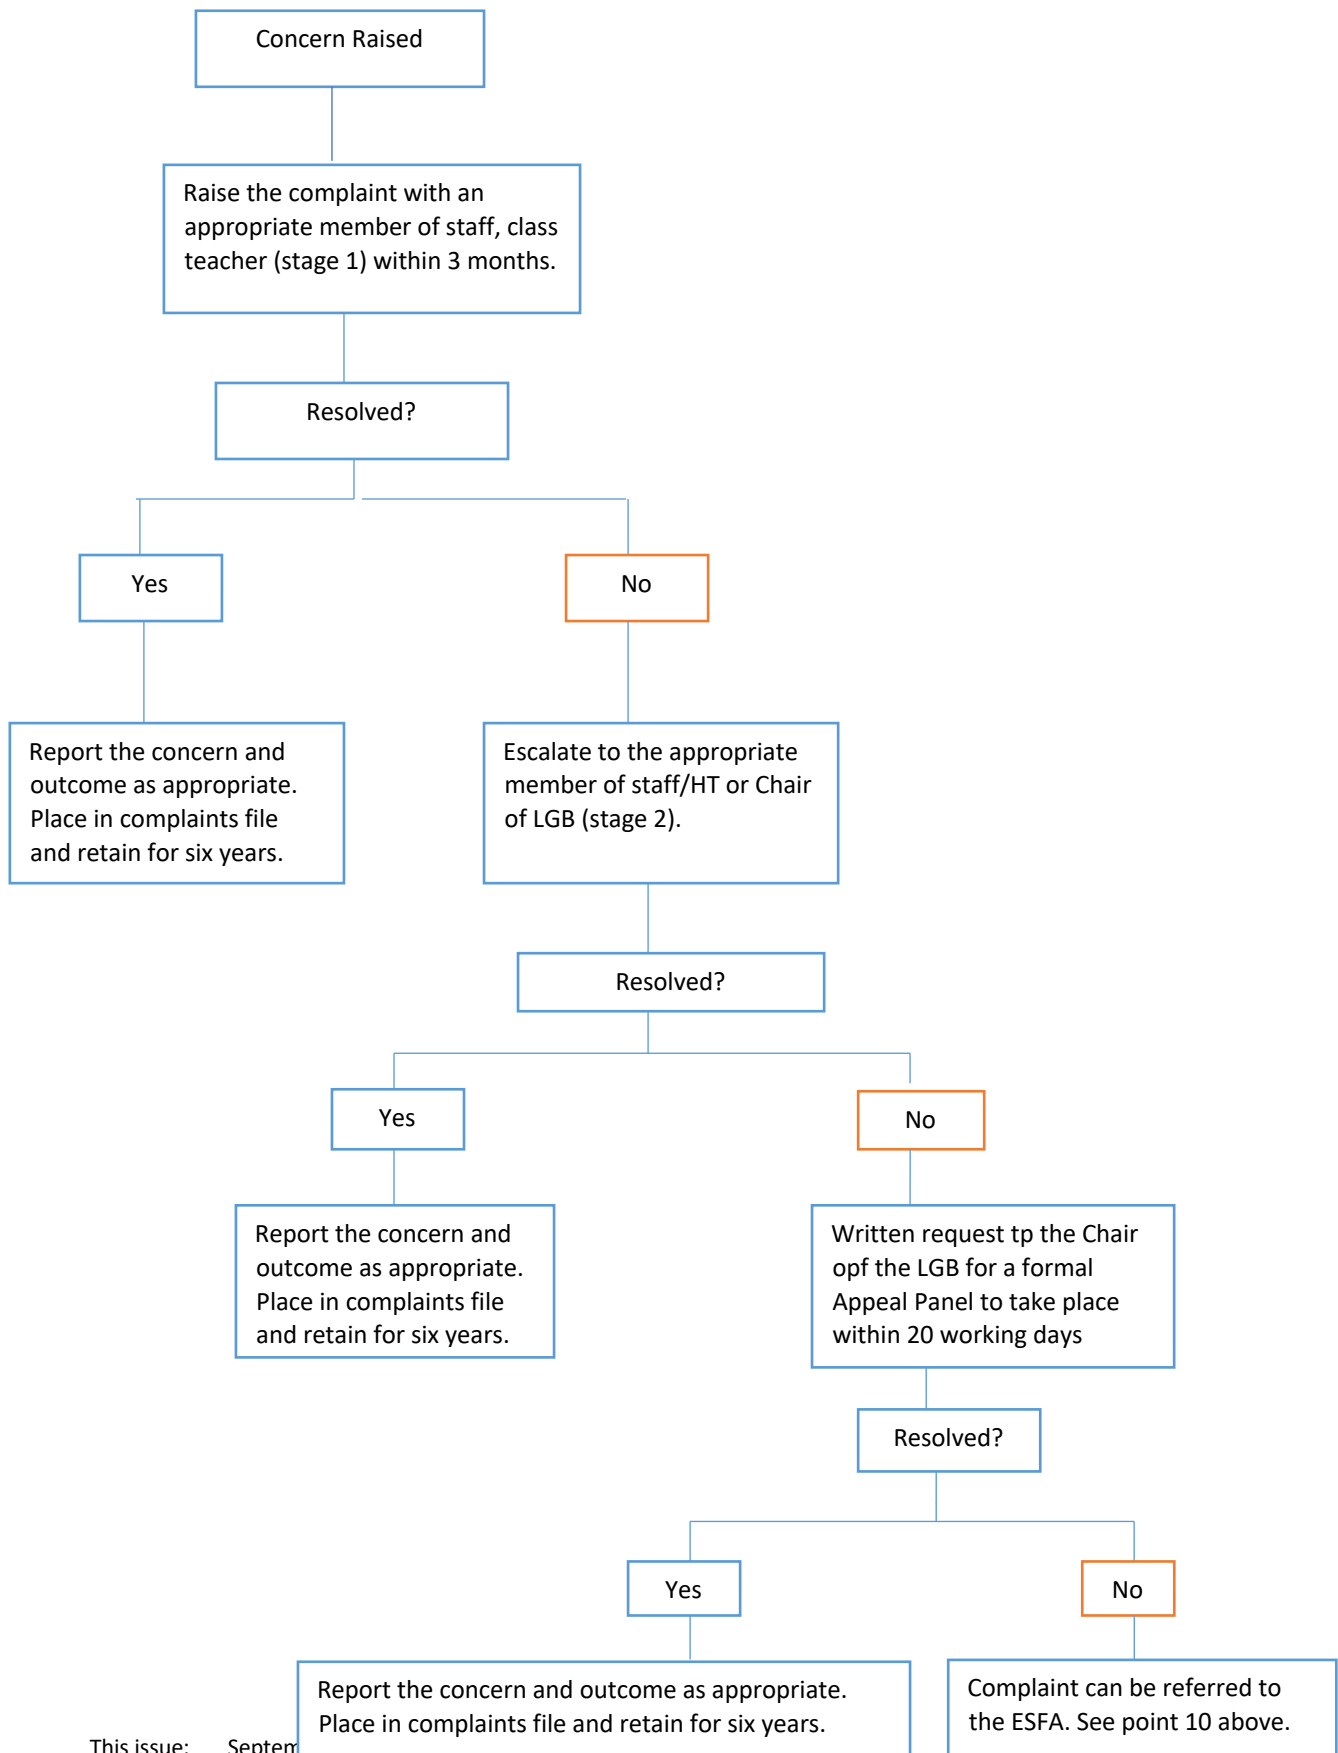 Concern Raised
Raise the complaint with an
appropriate member of staff, class
teacher (stage 1) within 3 months.
Resolved?
Yes
No
Report the concern and
outcome as appropriate.
Place in complaints file
and retain for six years.
Escalate to the appropriate
member of staff/HT or Chair
of LGB (stage 2).
Resolved?
Yes
No
Report the concern and
outcome as appropriate.
Place in complaints file
and retain for six years.
Written request tp the Chair
opf the LGB for a formal
Appeal Panel to take place
within 20 working days
Resolved?
Yes
No
Report the concern and outcome as appropriate.
Place in complaints file and retain for six years.
Complaint can be referred to
the ESFA. See point 10 above.
This issue: